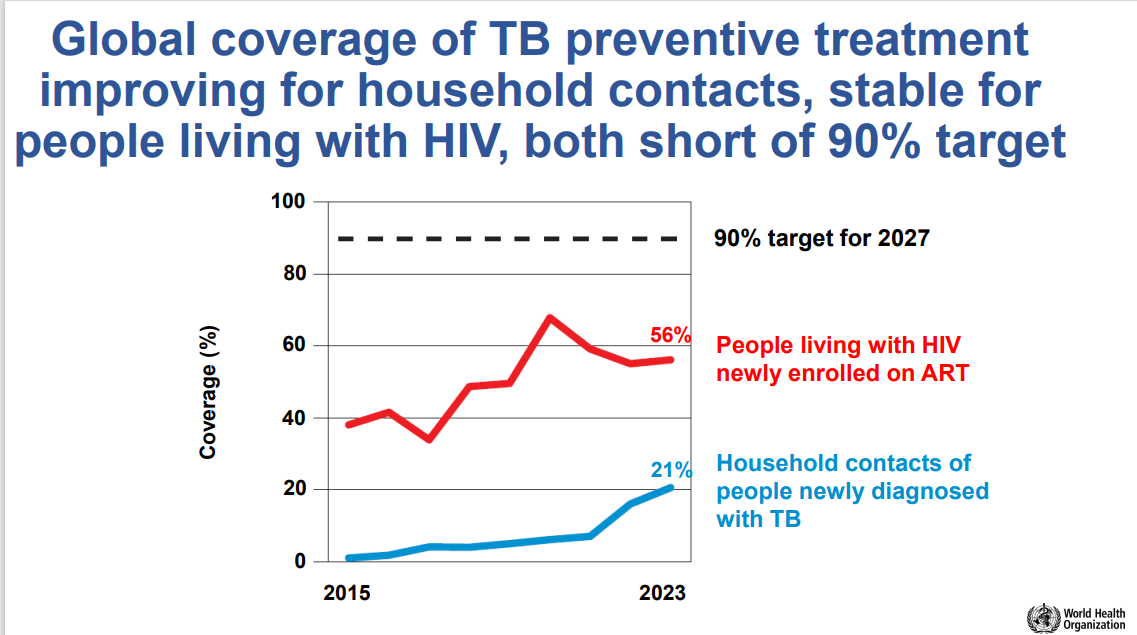 Global coverage of TB preventive treatment
improving for household contacts, stable for
people living with HIV, both short of 90% target
100
80
60
40
20
0
Coverage (%)
2015
2023
90% target for 2027
56%
People living with HIV
newly enrolled on ART
21%
Household contacts of
people newly diagnosed
with TB
World Health
Organization